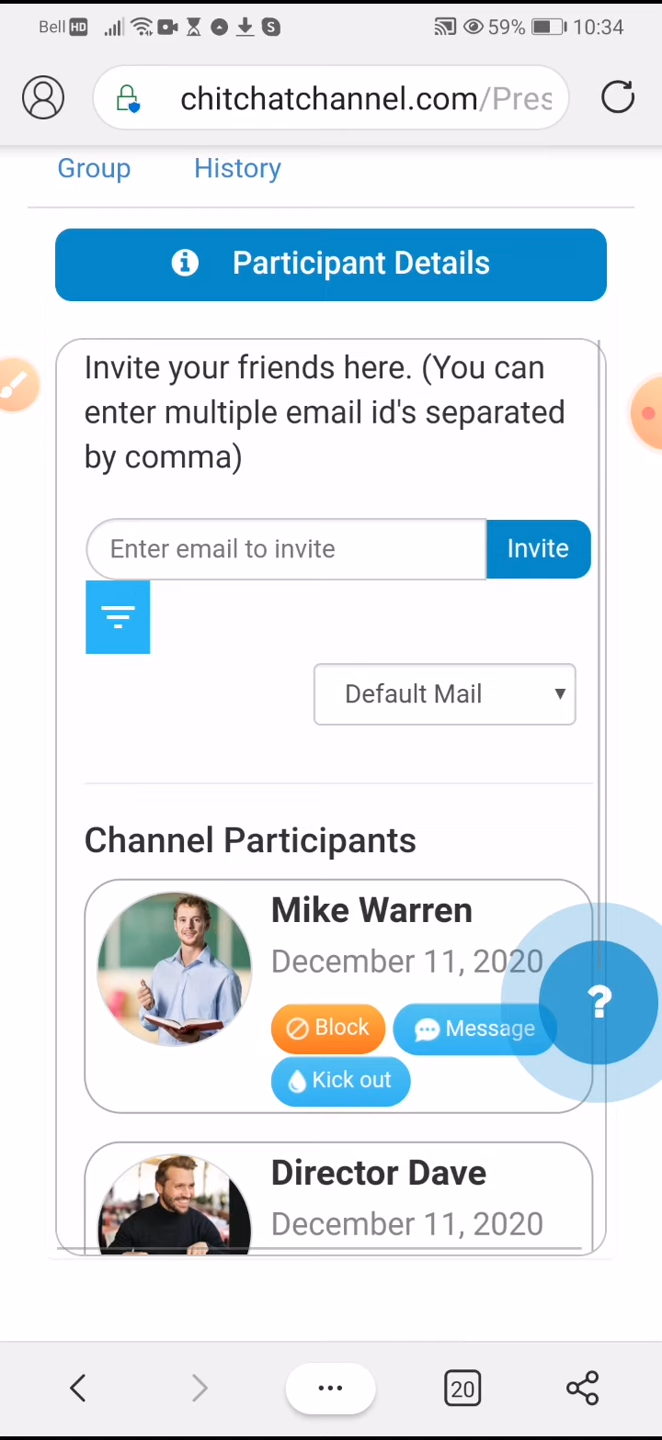 Bell HD 59% 10:34
chitchatchannel.com/Pres
Group History
Participant Details
Invite your friends here. (You can
enter multiple email id's separated
by comma)
Enter email to invite Invite
Default Mail
Channel Participants
Mike Warren
December 11, 2020
Block Message
?
Kick out
Director Dave
December 11, 2020
20